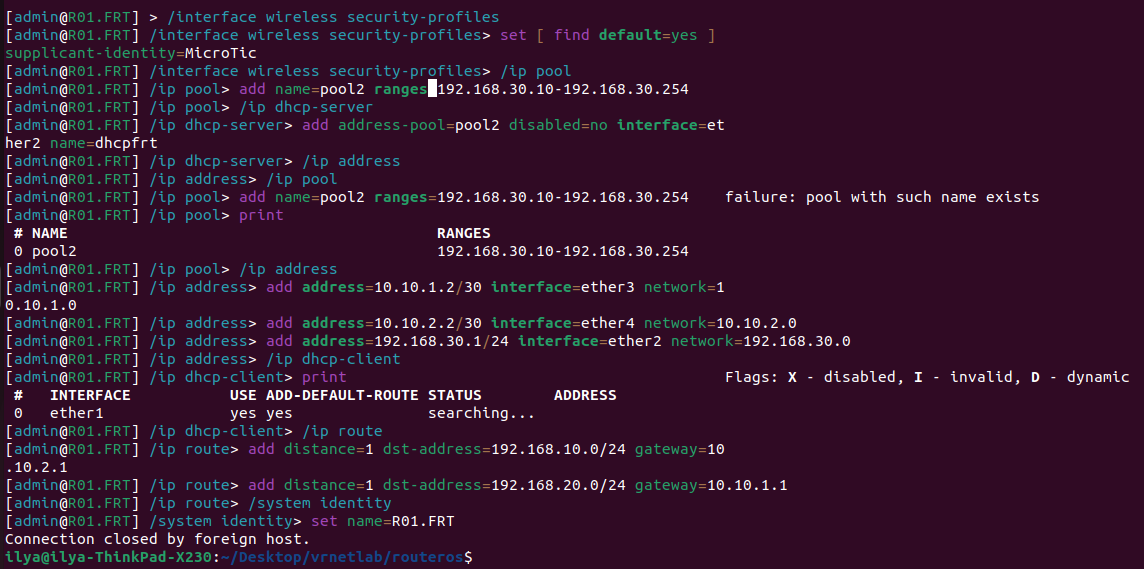 [admin@R01.FRT] > /interface wireless security-profiles
[admin@R01.FRT] /interface wireless security-profiles> set [ find default=yes ]
supplicant-identity=MicroTic
[admin@R01.FRT] /interface wireless security-profiles> /ip pool
[admin@R01.FRT] /ip pool> add name=pool2 ranges 192.168.30.10-192.168.30.254
[admin@R01.FRT] /ip pool> /ip dhcp-server
[admin@R01.FRT] /ip dhcp-server> add address-pool=pool2 disabled=no interface=et
her2 name=dhcpfrt
[admin@R01.FRT] /ip dhcp-server> /ip address
[admin@R01.FRT] /ip address> /ip pool
[admin@R01.FRT] /ip pool> add name=pool2 ranges=192.168.30.10-192.168.30.254    failure: pool with such name exists
[admin@R01.FRT] /ip pool> print
 # NAME                                         RANGES
 0 pool2                                        192.168.30.10-192.168.30.254
[admin@R01.FRT] /ip pool> /ip address
[admin@R01.FRT] /ip address> add address=10.10.1.2/30 interface=ether3 network=1
0.10.1.0
[admin@R01.FRT] /ip address> add address=10.10.2.2/30 interface=ether4 network=10.10.2.0
[admin@R01.FRT] /ip address> add address=192.168.30.1/24 interface=ether2 network=192.168.30.0
[admin@R01.FRT] /ip address> /ip dhcp-client
[admin@R01.FRT] /ip dhcp-client> print                                          Flags: X - disabled, I - invalid, D - dynamic
 #   INTERFACE           USE ADD-DEFAULT-ROUTE STATUS        ADDRESS
 0   ether1              yes yes               searching...
[admin@R01.FRT] /ip dhcp-client> /ip route
[admin@R01.FRT] /ip route> add distance=1 dst-address=192.168.10.0/24 gateway=10
.10.2.1
[admin@R01.FRT] /ip route> add distance=1 dst-address=192.168.20.0/24 gateway=10.10.1.1
[admin@R01.FRT] /ip route> /system identity
[admin@R01.FRT] /system identity> set name=R01.FRT
Connection closed by foreign host.
ilya@ilya-ThinkPad-X230:~/Desktop/vrnetlab/routeros$